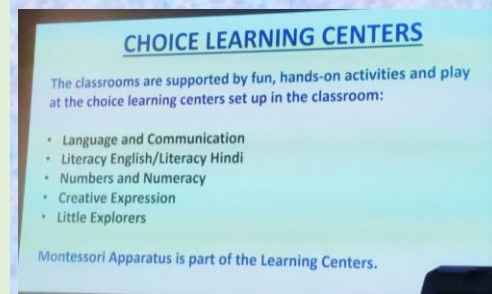 CHOICE LEARNING CENTERS
The classrooms are supported by fun, hands-on activities and play
at the choice learning centers set up in the classroom:
• Language and Communication
• Literacy English/Literacy Hindi
• Numbers and Numeracy
• Creative Expression
• Little Explorers
Montessori Apparatus is part of the Learning Centers.